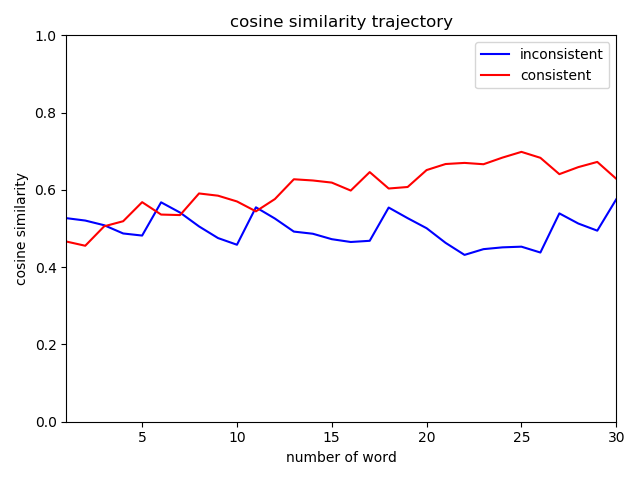 cosine similarity trajectory
inconsistent
consistent
cosine similarity
1.0
0.8
0.6
0.4
0.2
0.0
5
10
15
20
25
30
number of word